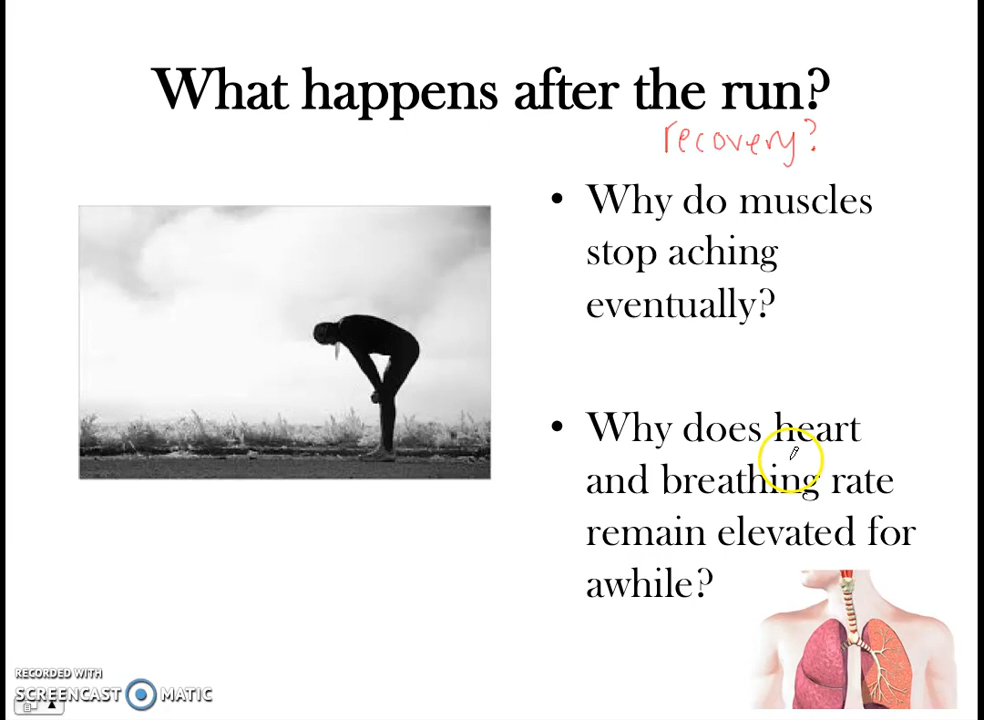 What happens after the run?
recovery?
• Why do muscles
stop aching
eventually?
• Why does heart
and breathing rate
remain elevated for
awhile?
RECORDED WITH
SCREENCAST MATIC